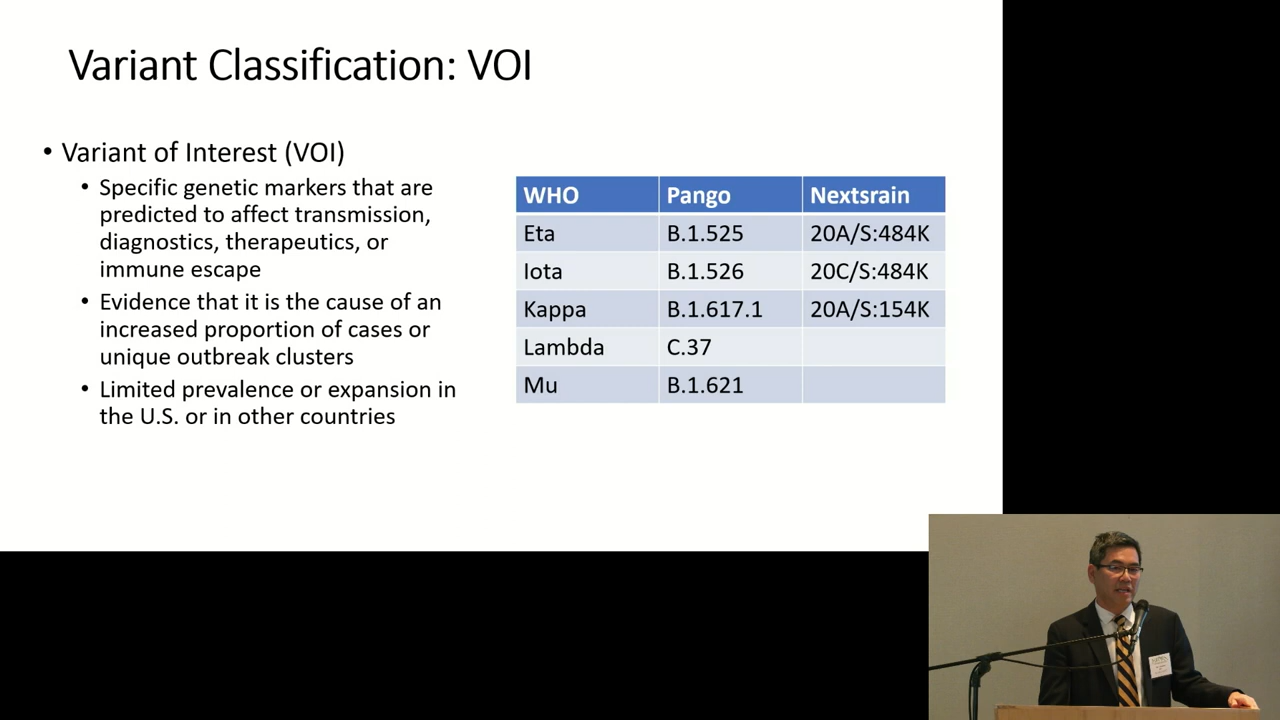 Variant Classification: VOI
• Variant of Interest (VOI)
• Specific genetic markers that are
predicted to affect transmission,
diagnostics, therapeutics, or
immune escape
• Evidence that it is the cause of an
increased proportion of cases or
unique outbreak clusters
• Limited prevalence or expansion in
the U.S. or in other countries
WHO Pango Nextsrain
Eta B.1.525 20A/S:484K
Iota B.1.526 20C/S:484K
Kappa B.1.617.1 20A/S:154K
Lambda C.37
Mu B.1.621